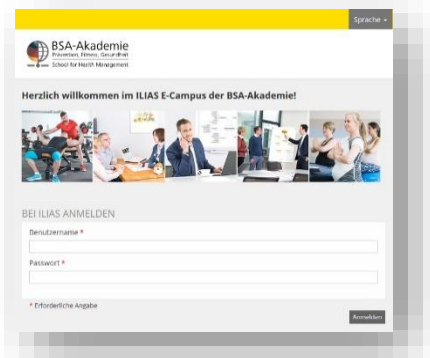 Sprache
BSA-Akademie
Prävention, Fitness, Gesundheit
School for Health Management
Herzlich willkommen im ILIAS E-Campus der BSA-Akademie!
BEI ILIAS ANMELDEN
Benutzername *
Passwort *
* Erforderliche Angabe
Anmelden